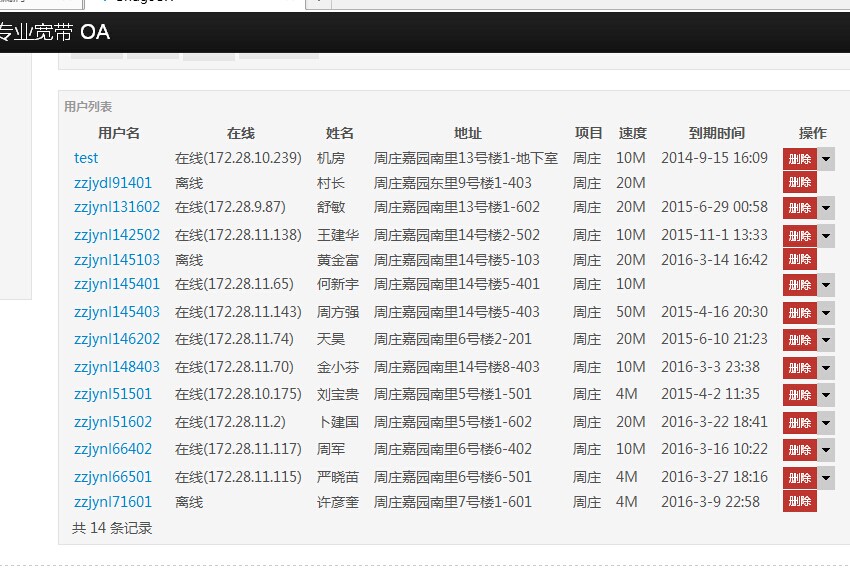 专业宽带 OA
用户列表
用户名 在线 姓名 地址 项目 速度 到期时间 操作
test 在线(172.28.10.239) 机房 周庄嘉园南里13号楼1-地下室 周庄 10M 2014-9-15 16:09 删除
zzjydl91401 离线 村长 周庄嘉园东里9号楼1-403 周庄 20M 删除
zzjynl131602 在线(172.28.9.87) 舒敏 周庄嘉园南里13号楼1-602 周庄 20M 2015-6-29 00:58 删除
zzjynl142502 在线(172.28.11.138) 王建华 周庄嘉园南里14号楼2-502 周庄 10M 2015-11-1 13:33 删除
zzjynl145103 离线 黄金富 周庄嘉园南里14号楼5-103 周庄 20M 2016-3-14 16:42 删除
zzjynl145401 在线(172.28.11.65) 何新宇 周庄嘉园南里14号楼5-401 周庄 10M 删除
zzjynl145403 在线(172.28.11.143) 周方强 周庄嘉园南里14号楼5-403 周庄 50M 2015-4-16 20:30 删除
zzjynl146202 在线(172.28.11.74) 天昊 周庄嘉园南里6号楼2-201 周庄 20M 2015-6-10 21:23 删除
zzjynl148403 在线(172.28.11.70) 金小芬 周庄嘉园南里14号楼8-403 周庄 10M 2016-3-3 23:38 删除
zzjynl51501 在线(172.28.10.175) 刘宝贵 周庄嘉园南里5号楼1-501 周庄 4M 2015-4-2 11:35 删除
zzjynl51602 在线(172.28.11.2) 卜建国 周庄嘉园南里5号楼1-602 周庄 20M 2016-3-22 18:41 删除
zzjynl66402 在线(172.28.11.117) 周军 周庄嘉园南里6号楼6-402 周庄 10M 2016-3-16 10:22 删除
zzjynl66501 在线(172.28.11.115) 严晓苗 周庄嘉园南里6号楼6-501 周庄 4M 2016-3-27 18:16 删除
zzjynl71601 离线 许彦奎 周庄嘉园南里7号楼1-601 周庄 4M 2016-3-9 22:58 删除
共 14 条记录